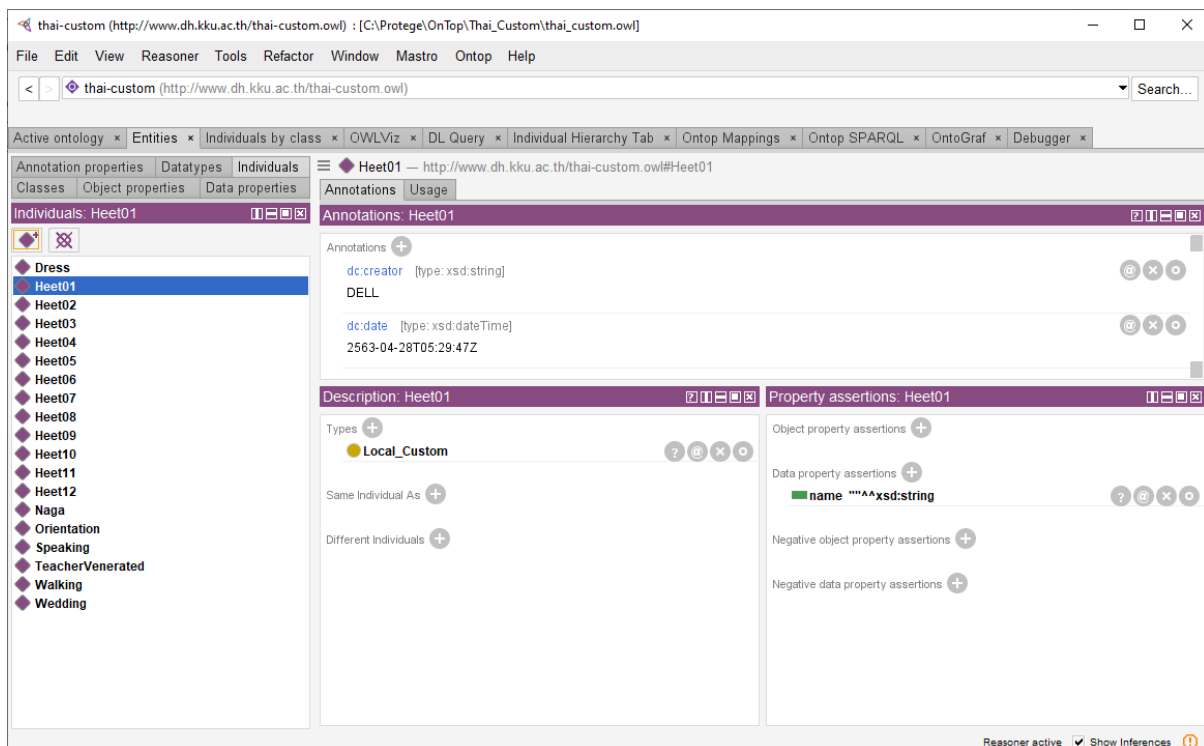 thai-custom (http://www.dh.kku.ac.th/thai-custom.owl) : [C:\Protege\OnTop\Thai_Custom\thai_custom.owl]
File Edit View Reasoner Tools Refactor Window Mastro Ontop Help
< > thai-custom (http://www.dh.kku.ac.th/thai-custom.owl) Search...
Active ontology × Entities × Individuals by class × OWLViz × DL Query × Individual Hierarchy Tab × Ontop Mappings × Ontop SPARQL × OntoGraf × Debugger ×
Annotation properties Datatypes Individuals
Classes Object properties Data properties
Individuals: Heet01
Dress
Heet01
Heet02
Heet03
Heet04
Heet05
Heet06
Heet07
Heet08
Heet09
Heet10
Heet11
Heet12
Naga
Orientation
Speaking
TeacherVenerated
Walking
Wedding
Heet01 — http://www.dh.kku.ac.th/thai-custom.owl#Heet01
Annotations Usage
Annotations: Heet01
Annotations
dc:creator [type: xsd:string]
DELL
dc:date [type: xsd:dateTime]
2563-04-28T05:29:47Z
Description: Heet01
Types
Local_Custom
Same Individual As
Different Individuals
Property assertions: Heet01
Object property assertions
Data property assertions
name ""^^xsd:string
Negative object property assertions
Negative data property assertions
Reasoner active Show Inferences